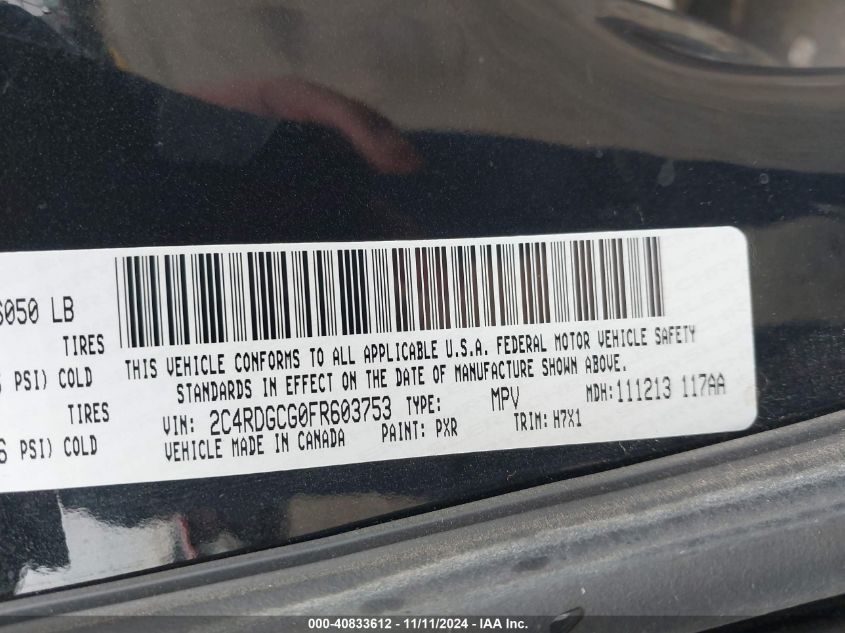 6050 LB
TIRES
PSI) COLD
TIRES
PSI) COLD
THIS VEHICLE CONFORMS TO ALL APPLICABLE U.S.A. FEDERAL MOTOR VEHICLE SAFETY
STANDARDS IN EFFECT ON THE DATE OF MANUFACTURE SHOWN ABOVE.
VIN: 2C4RDGCG0FR603753 TYPE: MPV MDH: 111213 117AA
VEHICLE MADE IN CANADA PAINT: PXR TRIM: H7X1
000-40833612 - 11/11/2024 - IAA Inc.